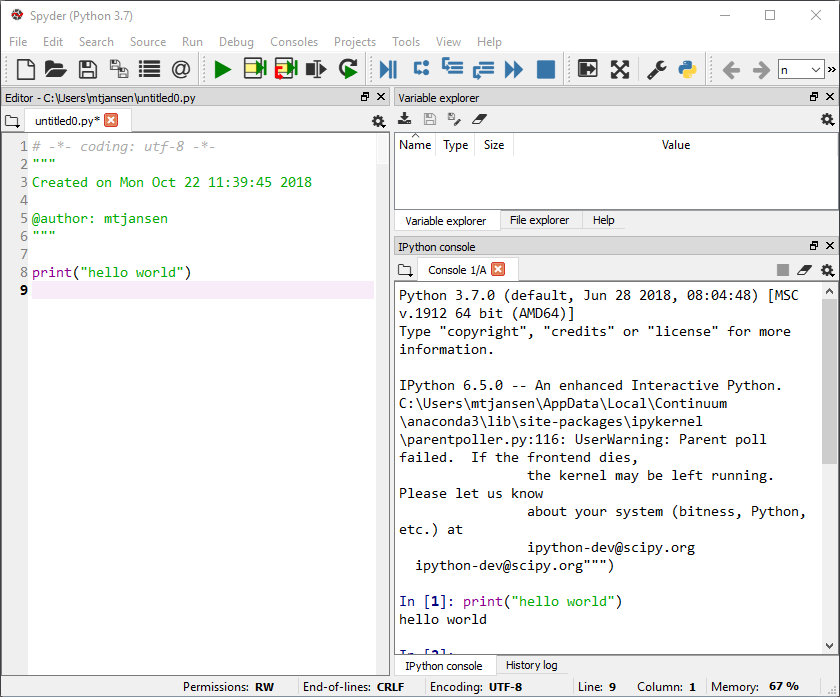 Spyder (Python 3.7)
File Edit Search Source Run Debug Consoles Projects Tools View Help
@ n »
Editor - C:\Users\mtjansen\untitled0.py
untitled0.py*
1 # -*- coding: utf-8 -*-
2 """
3 Created on Mon Oct 22 11:39:45 2018
4
5 @author: mtjansen
6 """
7
8 print("hello world")
9
Variable explorer
Name Type Size Value
Variable explorer File explorer Help
IPython console
Console 1/A
Python 3.7.0 (default, Jun 28 2018, 08:04:48) [MSC
v.1912 64 bit (AMD64)]
Type "copyright", "credits" or "license" for more
information.
IPython 6.5.0 -- An enhanced Interactive Python.
C:\Users\mtjansen\AppData\Local\Continuum
\anaconda3\lib\site-packages\ipykernel
\parentpoller.py:116: UserWarning: Parent poll
failed.  If the frontend dies,
the kernel may be left running.
Please let us know
about your system (bitness, Python,
etc.) at
ipython-dev@scipy.org
ipython-dev@scipy.org""")
In [1]: print("hello world")
hello world
In [2]:
IPython console History log
Permissions: RW End-of-lines: CRLF Encoding: UTF-8 Line: 9 Column: 1 Memory: 67 %